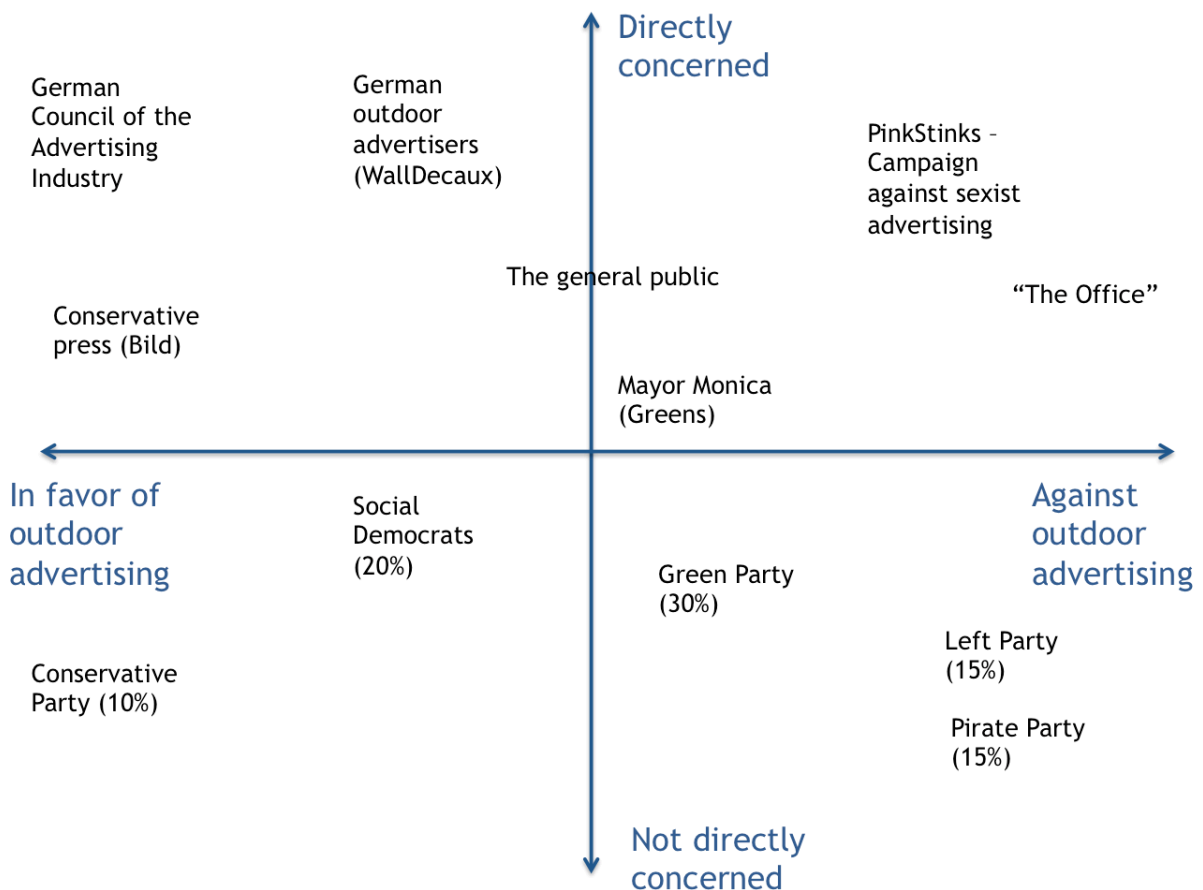 Directly
concerned
German
Council of the
Advertising
Industry
German
outdoor
advertisers
(WallDecaux)
PinkStinks –
Campaign
against sexist
advertising
The general public
“The Office”
Conservative
press (Bild)
Mayor Monica
(Greens)
In favor of
outdoor
advertising
Against
outdoor
advertising
Social
Democrats
(20%)
Green Party
(30%)
Left Party
(15%)
Conservative
Party (10%)
Pirate Party
(15%)
Not directly
concerned